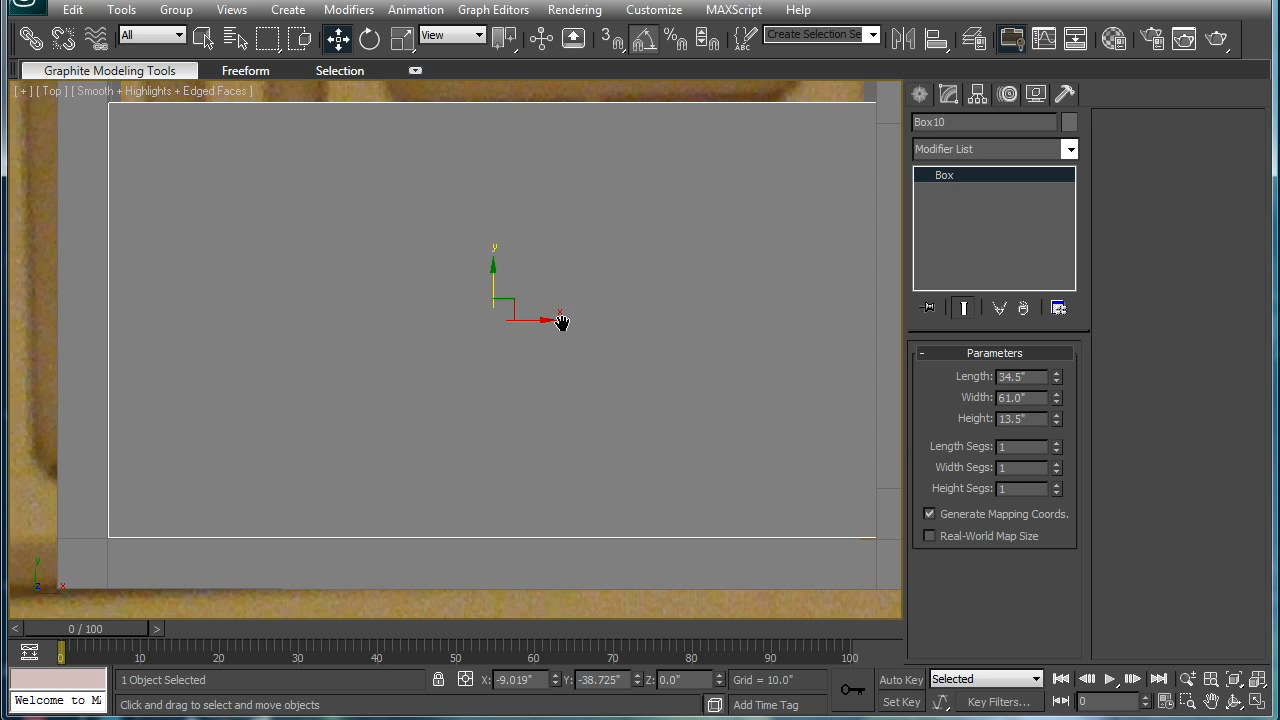 Edit Tools Group Views Create Modifiers Animation Graph Editors Rendering Customize MAXScript Help
All View 3 Create Selection Se
Graphite Modeling Tools Freeform Selection
[ + ] [ Top ] [ Smooth + Highlights + Edged Faces ]
Box10
Modifier List
Box
y
x
- Parameters
Length: 34.5"
Width: 61.0"
Height: 13.5"
Length Segs: 1
Width Segs: 1
Height Segs: 1
Generate Mapping Coords.
Real-World Map Size
y
z x
< 0 / 100 >
0 10 20 30 40 50 60 70 80 90 100
1 Object Selected X: -9.019" Y: -38.725" Z: 0.0" Grid = 10.0" Auto Key Selected
Welcome to Ma Click and drag to select and move objects Add Time Tag Set Key Key Filters... 0